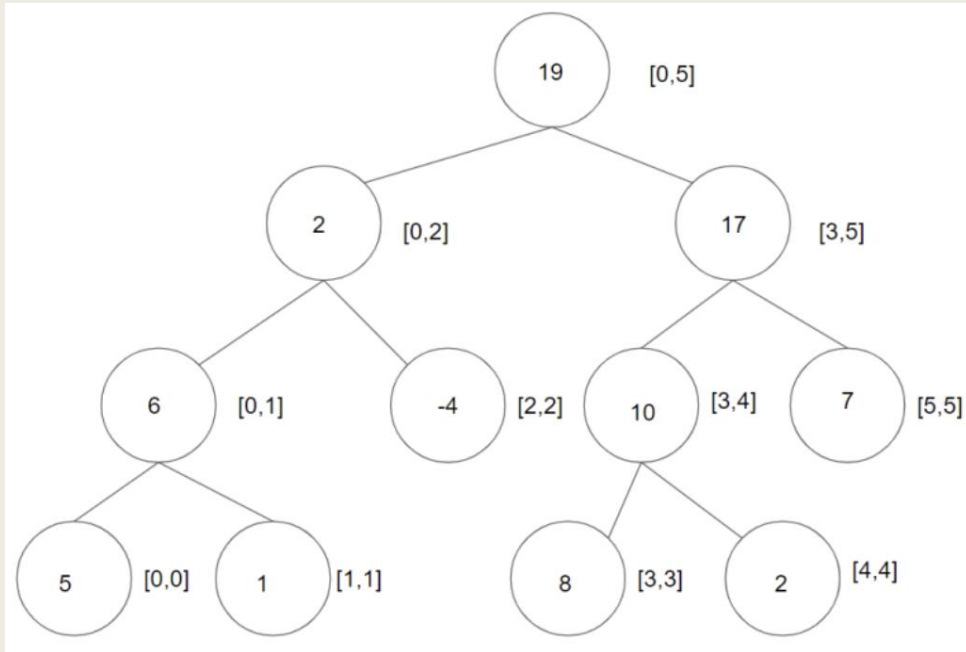 19 [0,5]
2 [0,2] 17 [3,5]
6 [0,1] -4 [2,2] 10 [3,4] 7 [5,5]
5 [0,0] 1 [1,1] 8 [3,3] 2 [4,4]